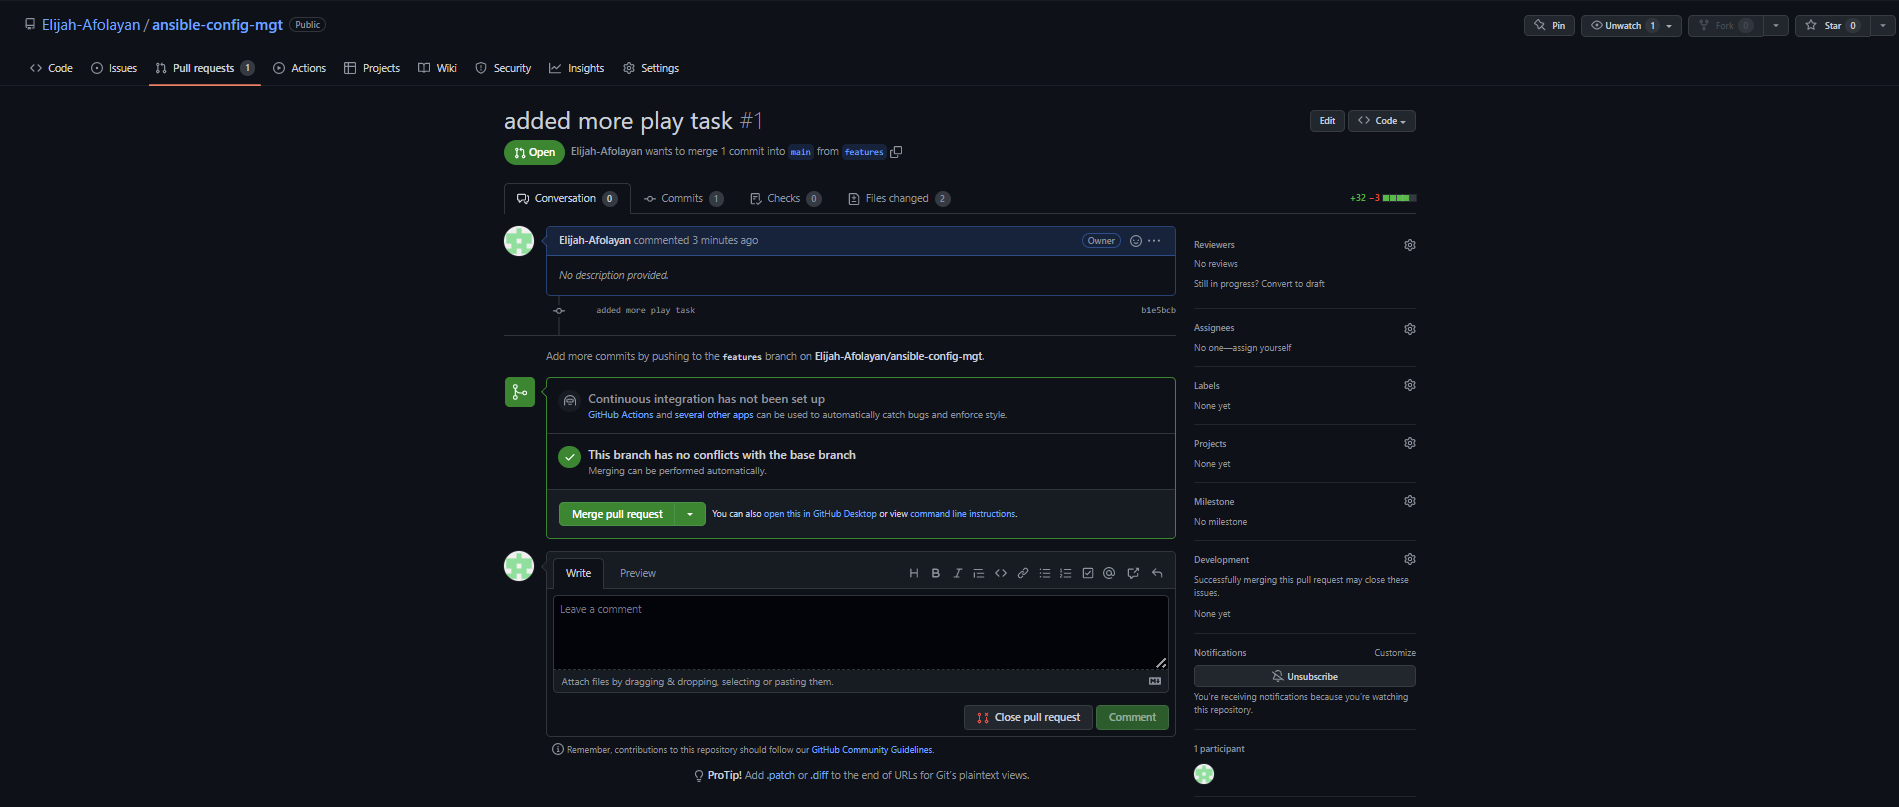 Elijah-Afolayan / ansible-config-mgt Public
Pin Unwatch 1 Fork 0 Star 0
Code Issues Pull requests 1 Actions Projects Wiki Security Insights Settings
added more play task #1
Edit Code
Open Elijah-Afolayan wants to merge 1 commit into main from features
Conversation 0 Commits 1 Checks 0 Files changed 2
+32 −3
Elijah-Afolayan commented 3 minutes ago
Owner
No description provided.
added more play task b1e5bcb
Add more commits by pushing to the features branch on Elijah-Afolayan/ansible-config-mgt.
Continuous integration has not been set up
GitHub Actions and several other apps can be used to automatically catch bugs and enforce style.
This branch has no conflicts with the base branch
Merging can be performed automatically.
Merge pull request You can also open this in GitHub Desktop or view command line instructions.
Write Preview
Leave a comment
Attach files by dragging & dropping, selecting or pasting them.
Close pull request Comment
Remember, contributions to this repository should follow our GitHub Community Guidelines.
ProTip! Add .patch or .diff to the end of URLs for Git's plaintext views.
Reviewers
No reviews
Still in progress? Convert to draft
Assignees
No one—assign yourself
Labels
None yet
Projects
None yet
Milestone
No milestone
Development
Successfully merging this pull request may close these
issues.
None yet
Notifications Customize
Unsubscribe
You're receiving notifications because you're watching
this repository.
1 participant